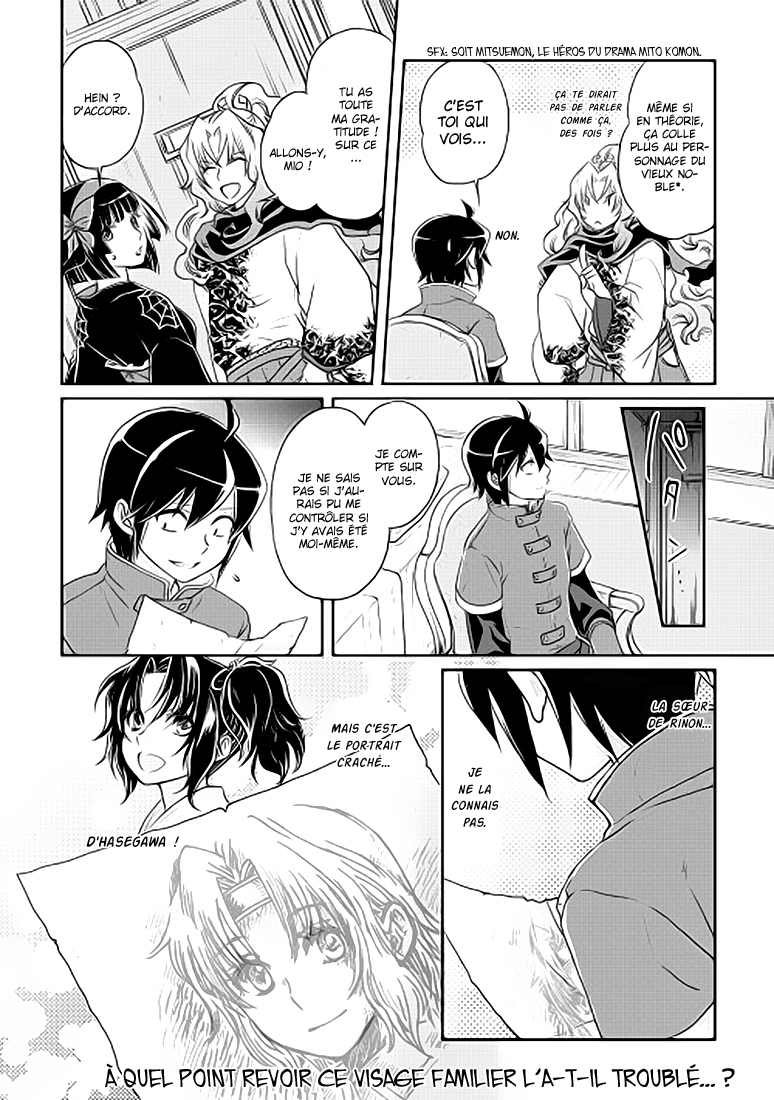 SFX: SOIT MITSUEMON, LE HÉROS DU DRAMA MITO KOMON.
MÊME SI
EN THÉORIE,
ÇA COLLE
PLUS AU PER-
SONNAGE DU
VIEUX NO-
BLE*.
ÇA TE DIRAIT
PAS DE PARLER
COMME ÇA,
DES FOIS ?
C'EST
TOI QUI
VOIS...
NON.
TU AS
TOUTE
MA GRA-
TITUDE !
SUR CE
...
ALLONS-Y,
MIO !
HEIN ?
D'ACCORD.
パタン
JE COMP-
TE SUR
VOUS.
JE NE SAIS
PAS SI J'AU-
RAIS PU ME
CONTRÔLER SI
J'Y AVAIS ÉTÉ
MOI-MÊME.
LA SŒUR
DE RINON...
JE
NE LA
CONNAIS
PAS.
MAIS C'EST
LE PORTRAIT
CRACHÉ...
D'HASEGAWA !
À QUEL POINT REVOIR CE VISAGE FAMILIER L'A-T-IL TROUBLÉ... ?